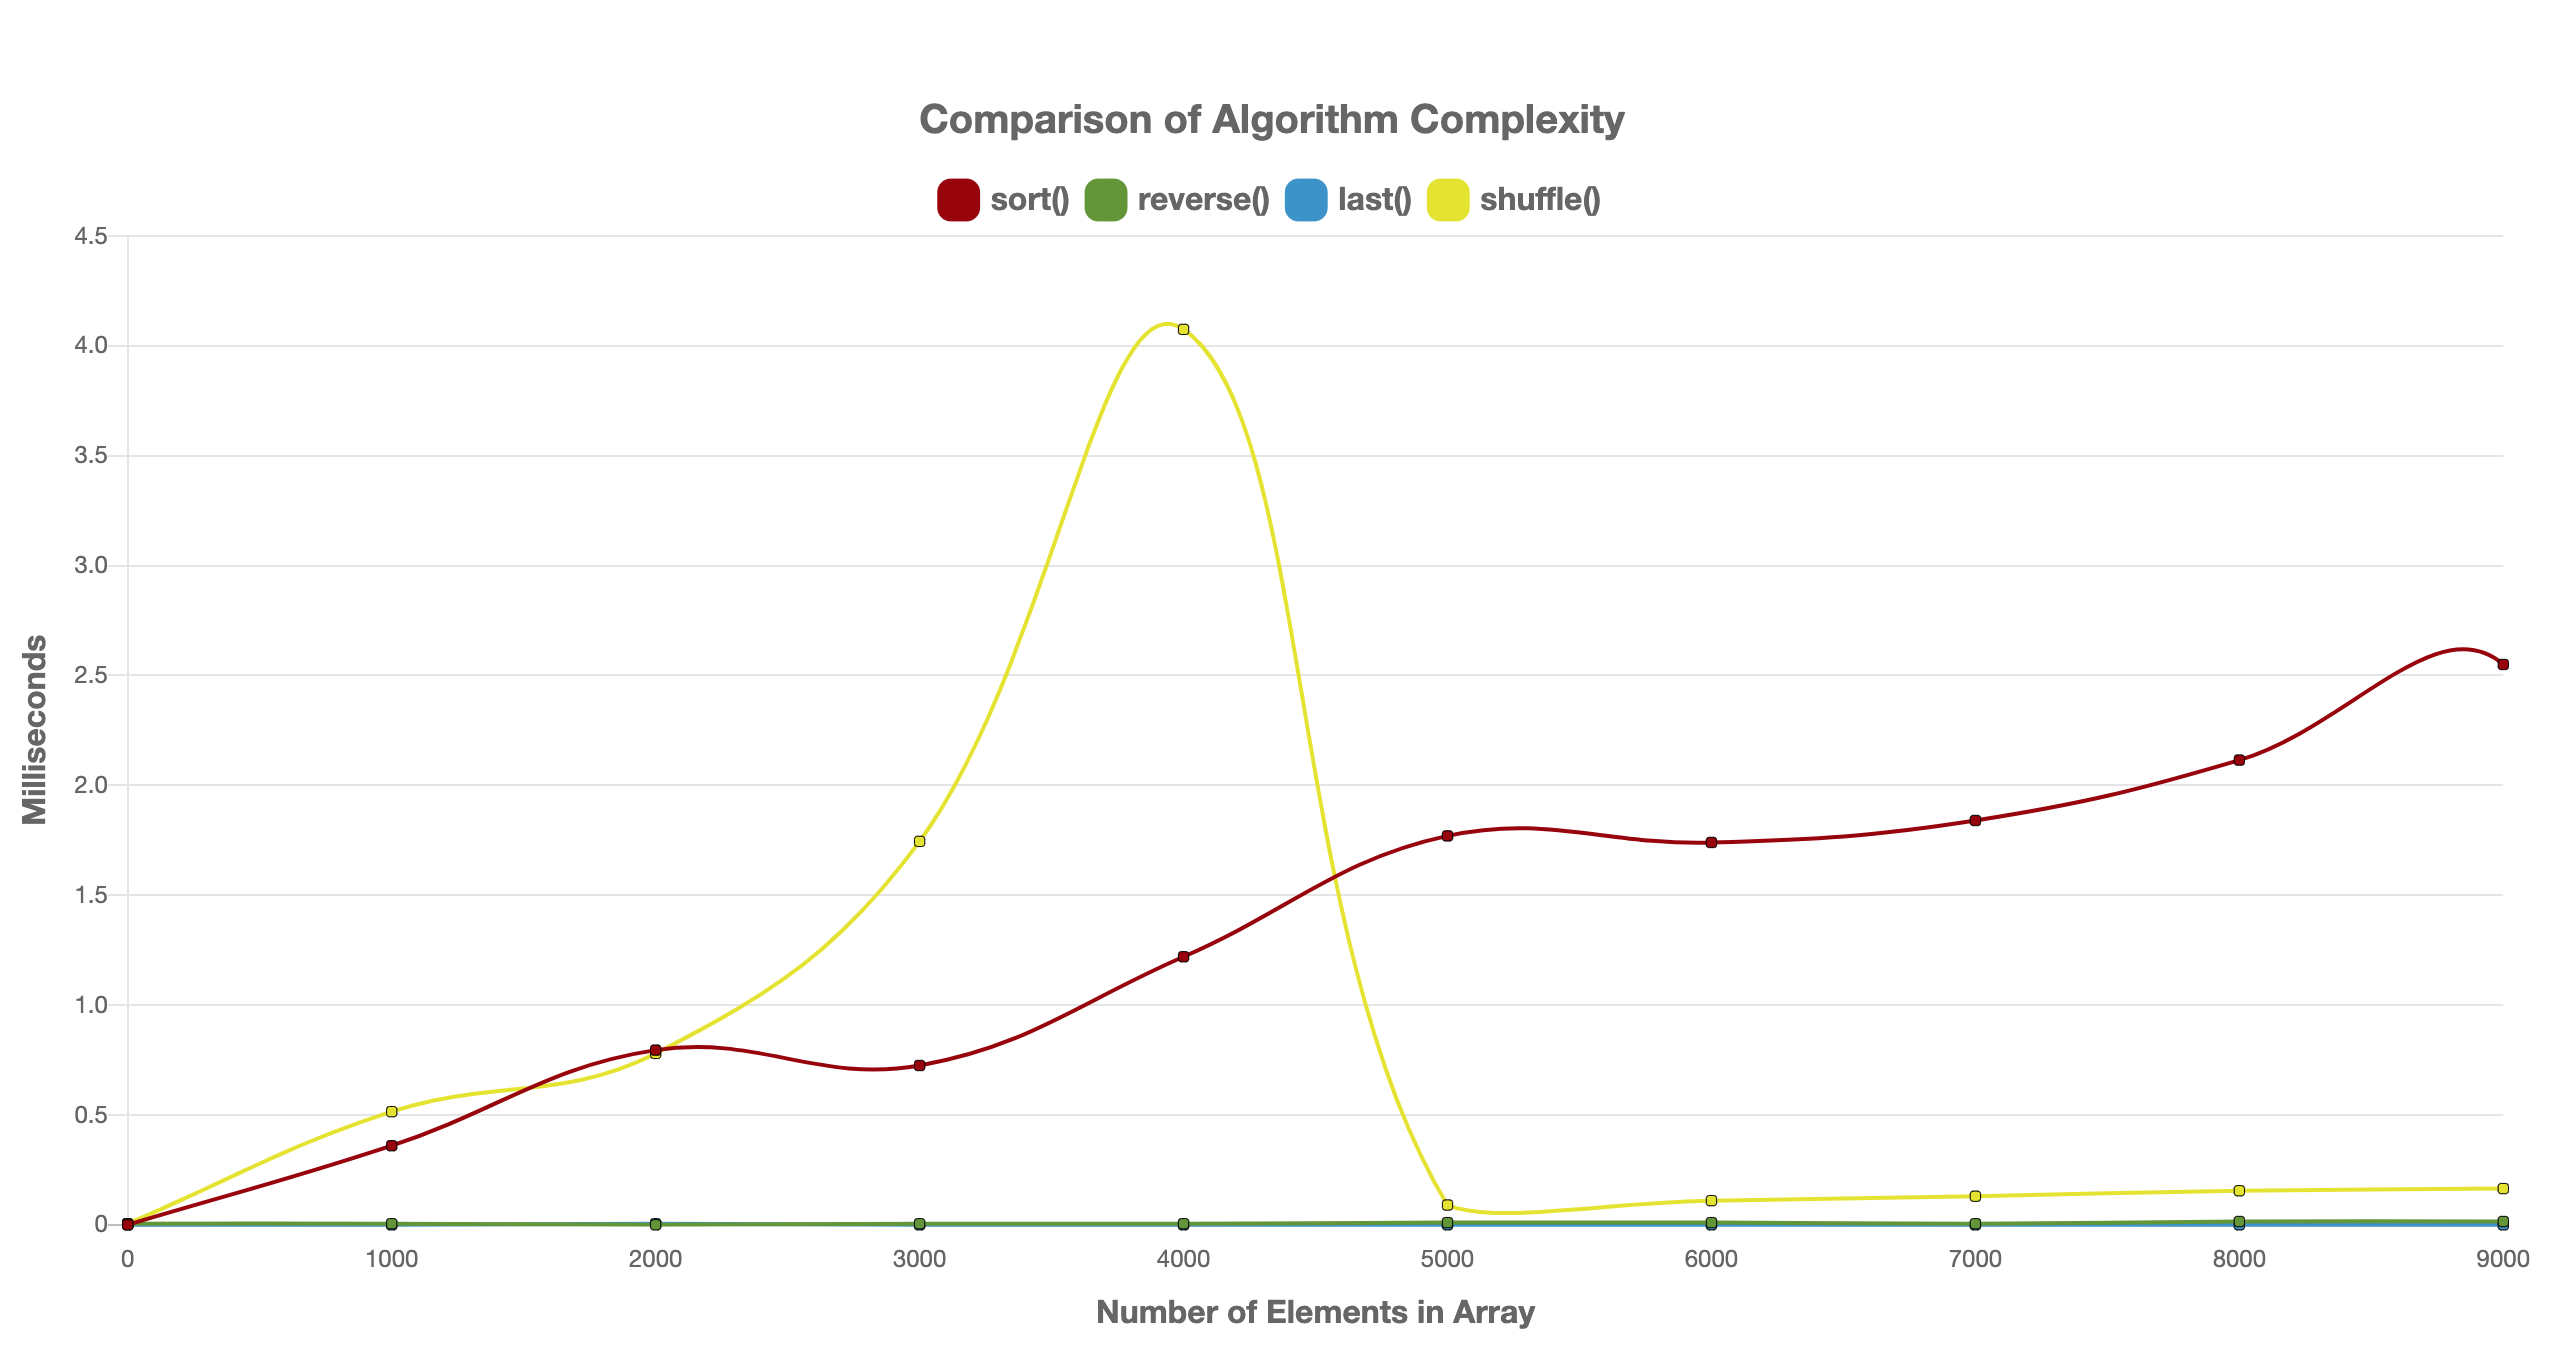 Comparison of Algorithm Complexity
sort() reverse() last() shuffle()
4.5
4.0
3.5
3.0
2.5
2.0
1.5
1.0
0.5
0
Milliseconds
0 1000 2000 3000 4000 5000 6000 7000 8000 9000
Number of Elements in Array